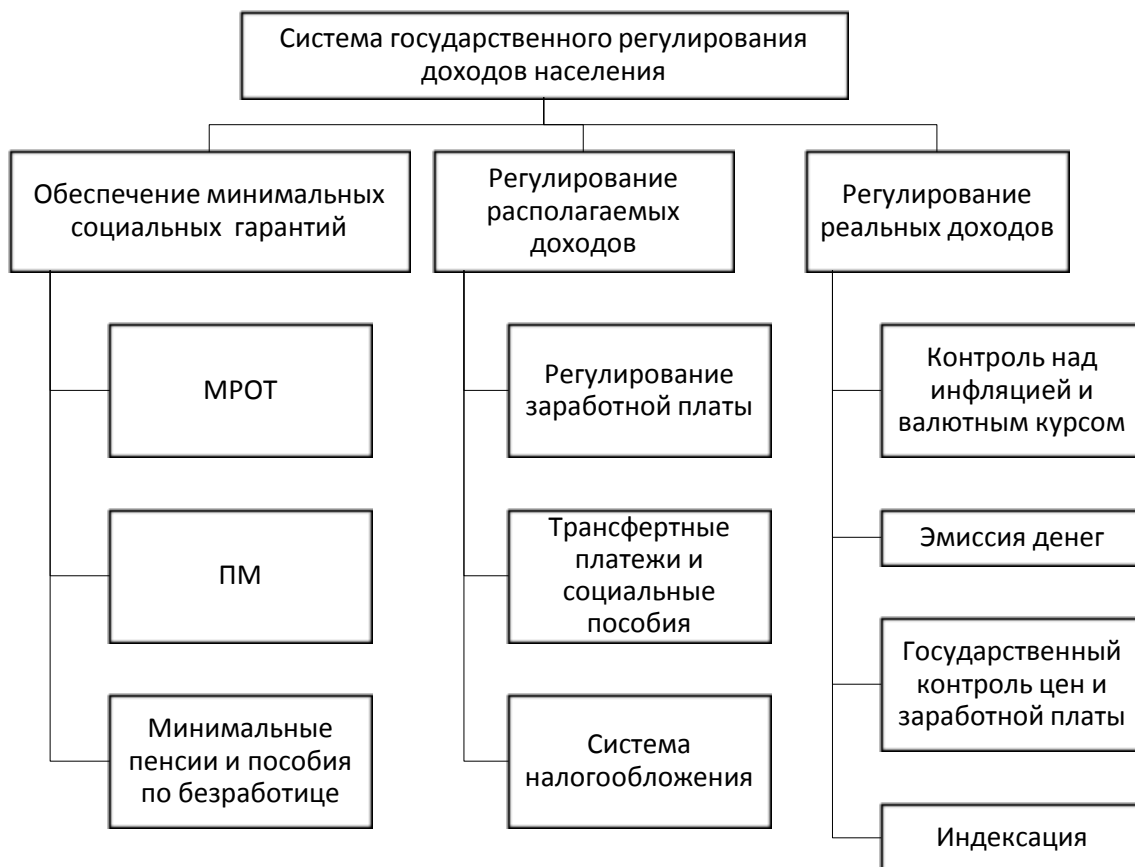 Система государственного регулирования
доходов населения
Обеспечение минимальных
социальных гарантий
МРОТ
ПМ
Минимальные
пенсии и пособия
по безработице
Регулирование
располагаемых
доходов
Регулирование
заработной платы
Трансфертные
платежи и
социальные
пособия
Система
налогообложения
Регулирование
реальных доходов
Контроль над
инфляцией и
валютным курсом
Эмиссия денег
Государственный
контроль цен и
заработной платы
Индексация